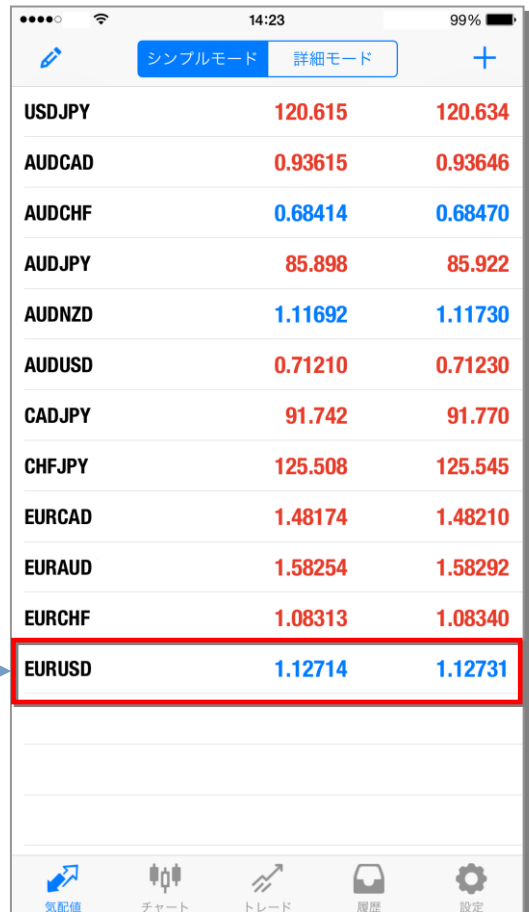 14:23 99%
シンプルモード 詳細モード
USDJPY 120.615 120.634
AUDCAD 0.93615 0.93646
AUDCHF 0.68414 0.68470
AUDJPY 85.898 85.922
AUDNZD 1.11692 1.11730
AUDUSD 0.71210 0.71230
CADJPY 91.742 91.770
CHFJPY 125.508 125.545
EURCAD 1.48174 1.48210
EURAUD 1.58254 1.58292
EURCHF 1.08313 1.08340
EURUSD 1.12714 1.12731
気配値 チャート トレード 履歴 設定